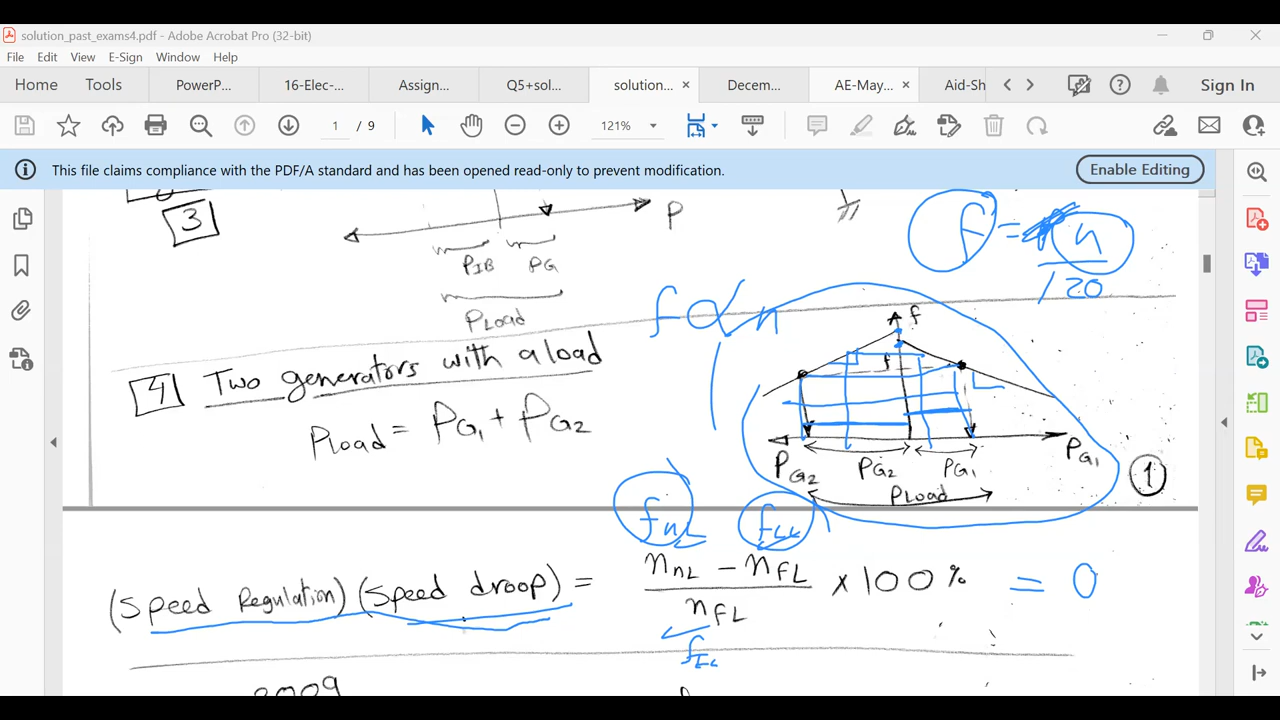 solution_past_exams4.pdf - Adobe Acrobat Pro (32-bit)
File Edit View E-Sign Window Help
Home Tools PowerP... 16-Elec-... Assign... Q5+sol... solution... Decem... AE-May... Aid-Sh Sign In
1 / 9 121%
This file claims compliance with the PDF/A standard and has been opened read-only to prevent modification. Enable Editing
3
P
PIB PG
PLoad
f = n
120
f α n
4 Two generators with a load
PLoad = PG1 + PG2
f
f
PG2 PG2 PG1 PG1
PLoad
1
fnL fLL
(Speed Regulation) (Speed droop) = nnL - nFL × 100 % = 0
nFL
2009